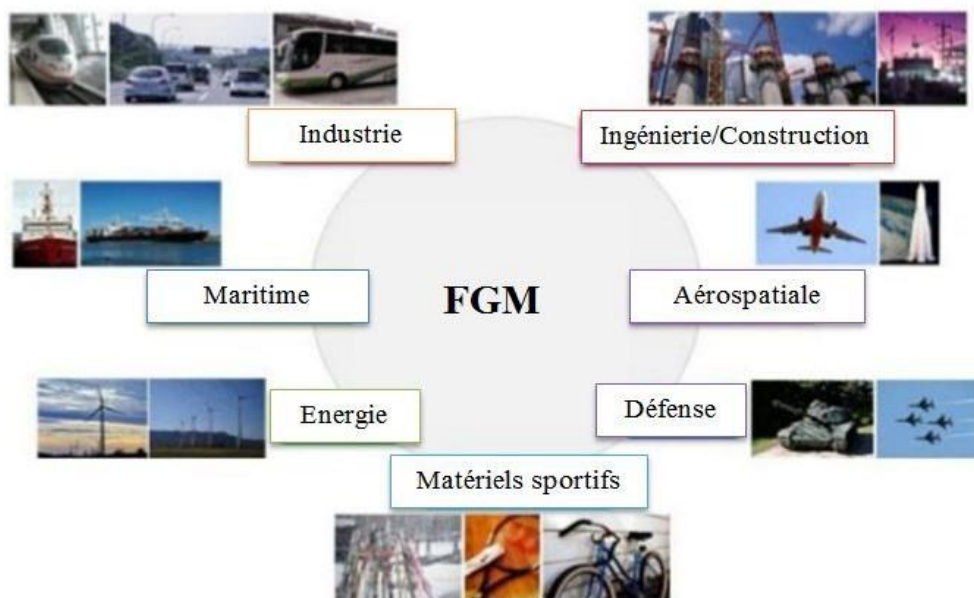 Industrie
Ingénierie/Construction
Maritime
FGM
Aérospatiale
Energie
Défense
Matériels sportifs